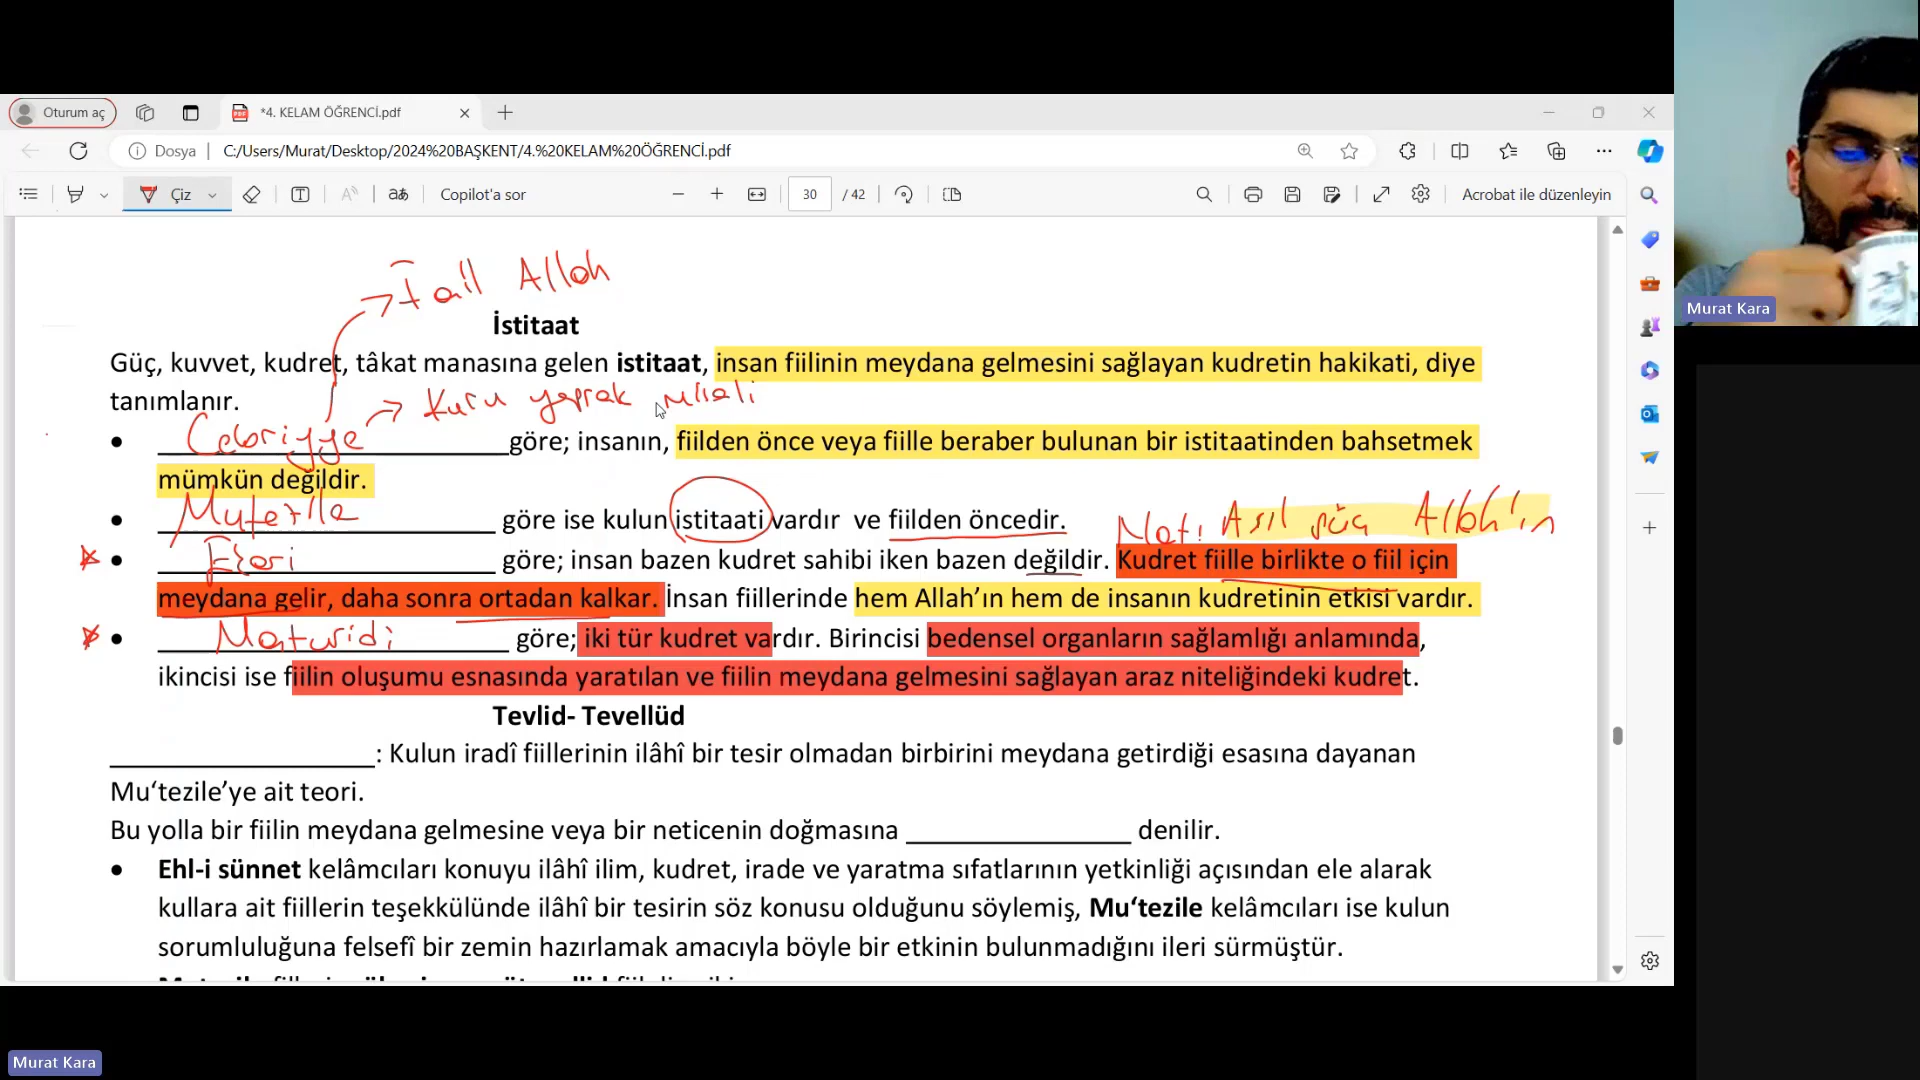 Oturum aç
*4. KELAM ÖĞRENCİ.pdf
Dosya | C:/Users/Murat/Desktop/2024%20BAŞKENT/4.%20KELAM%20ÖĞRENCİ.pdf
Çiz
aあ
Copilot'a sor
30 / 42
Acrobat ile düzenleyin
Murat Kara
Fail Allah
İstitaat
Güç, kuvvet, kudret, tâkat manasına gelen istitaat, insan fiilinin meydana gelmesini sağlayan kudretin hakikati, diye
tanımlanır.
Kuru yaprak misali
• Cebriyye göre; insanın, fiilden önce veya fiille beraber bulunan bir istitaatinden bahsetmek
mümkün değildir.
• Mutezile göre ise kulun istitaati vardır ve fiilden öncedir.
Not: Asıl güç Allah'ın
• Eşari göre; insan bazen kudret sahibi iken bazen değildir. Kudret fiille birlikte o fiil için
meydana gelir, daha sonra ortadan kalkar. İnsan fiillerinde hem Allah’ın hem de insanın kudretinin etkisi vardır.
• Maturidi göre; iki tür kudret vardır. Birincisi bedensel organların sağlamlığı anlamında,
ikincisi ise fiilin oluşumu esnasında yaratılan ve fiilin meydana gelmesini sağlayan araz niteliğindeki kudret.
Tevlid- Tevellüd
____________________: Kulun iradî fiillerinin ilâhî bir tesir olmadan birbirini meydana getirdiği esasına dayanan
Mu‘tezile’ye ait teori.
Bu yolla bir fiilin meydana gelmesine veya bir neticenin doğmasına _________________ denilir.
• Ehl-i sünnet kelâmcıları konuyu ilâhî ilim, kudret, irade ve yaratma sıfatlarının yetkinliği açısından ele alarak
kullara ait fiillerin teşekkülünde ilâhî bir tesirin söz konusu olduğunu söylemiş, Mu‘tezile kelâmcıları ise kulun
sorumluluğuna felsefî bir zemin hazırlamak amacıyla böyle bir etkinin bulunmadığını ileri sürmüştür.
Murat Kara